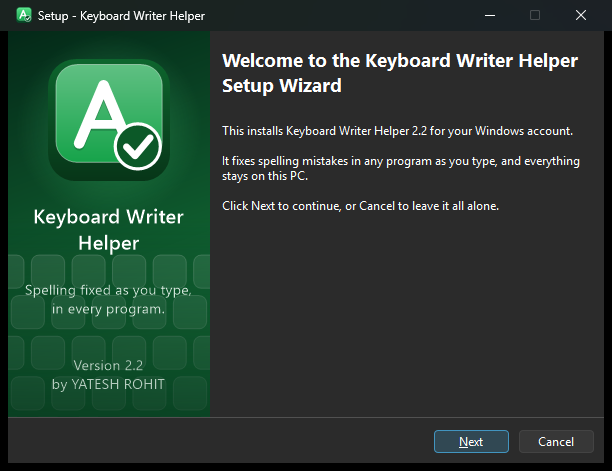 Setup - Keyboard Writer Helper
A
Keyboard Writer
Helper
Spelling fixed as you type,
in every program.
Version 2.2
by YATESH ROHIT
Welcome to the Keyboard Writer Helper
Setup Wizard
This installs Keyboard Writer Helper 2.2 for your Windows account.
It fixes spelling mistakes in any program as you type, and everything
stays on this PC.
Click Next to continue, or Cancel to leave it all alone.
Next
Cancel